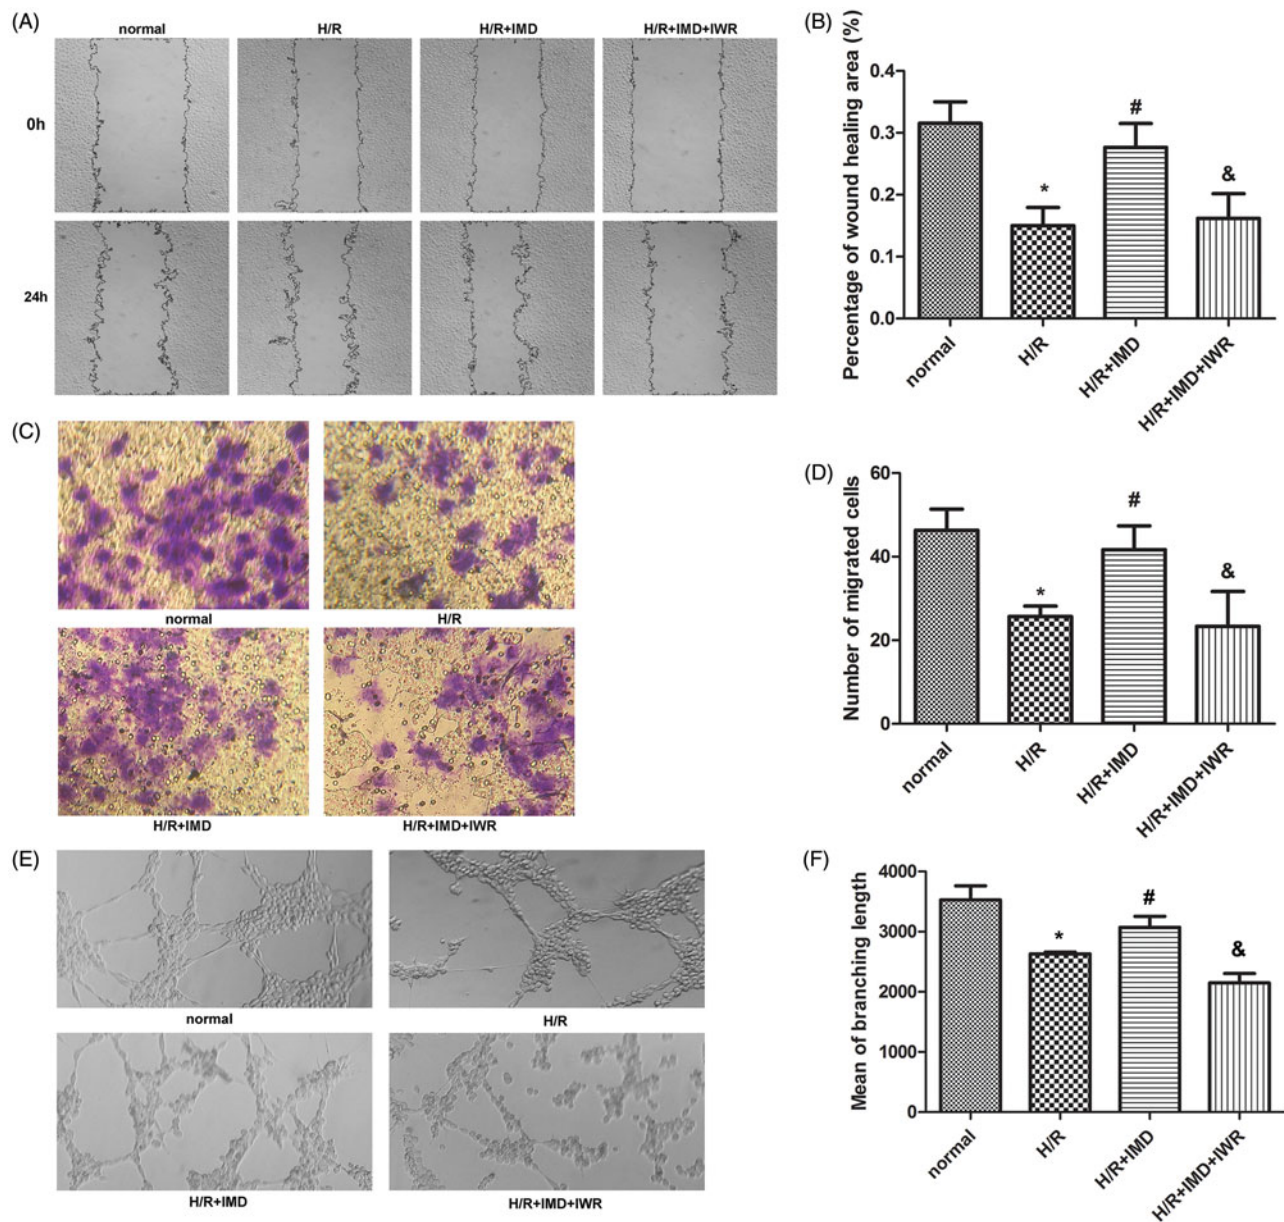 (A)
normal
H/R
H/R+IMD
H/R+IMD+IWR
0h
24h
(B)
Percentage of wound healing area (%)
0.4
0.3
0.2
0.1
0.0
*
#
&
normal
H/R
H/R+IMD
H/R+IMD+IWR
(C)
normal
H/R
H/R+IMD
H/R+IMD+IWR
(D)
Number of migrated cells
60
40
20
0
*
#
&
normal
H/R
H/R+IMD
H/R+IMD+IWR
(E)
normal
H/R
H/R+IMD
H/R+IMD+IWR
(F)
Mean of branching length
4000
3000
2000
1000
0
*
#
&
normal
H/R
H/R+IMD
H/R+IMD+IWR